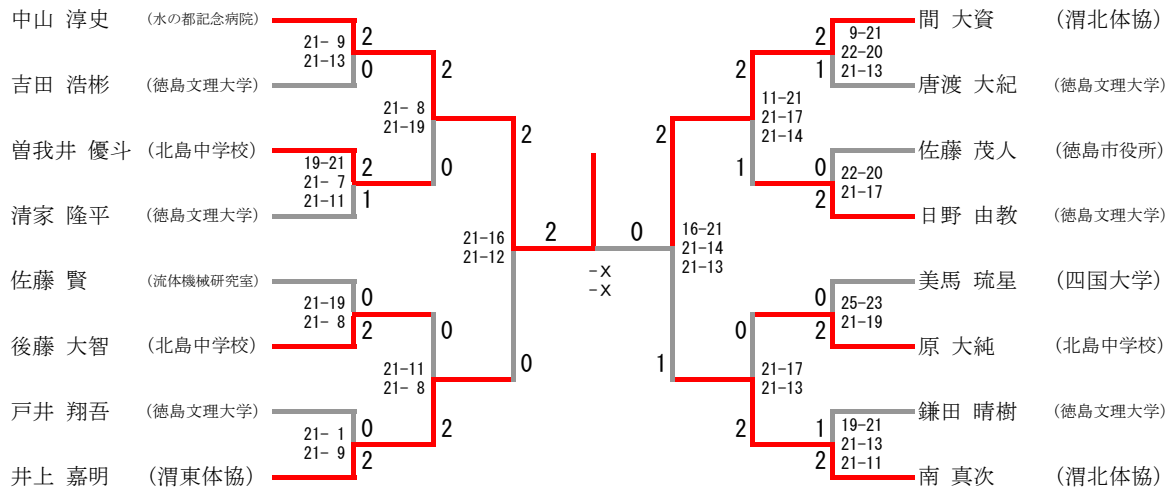 中山 淳史 (水の都記念病院)
21- 9 2
21-13 0
吉田 浩彬 (徳島文理大学)
2
21- 8
21-19
0
曽我井 優斗 (北島中学校)
19-21 2
21- 7
21-11 1
清家 隆平 (徳島文理大学)
2
21-16
21-12
0
佐藤 賢 (流体機械研究室)
21-19 0
21- 8 2
後藤 大智 (北島中学校)
0
21-11
21- 8
2
戸井 翔吾 (徳島文理大学)
21- 1 0
21- 9 2
井上 嘉明 (渭東体協)
2 0
-X
-X
間 大資 (渭北体協)
2 9-21
22-20
1 21-13
唐渡 大紀 (徳島文理大学)
2
11-21
21-17
21-14
1
佐藤 茂人 (徳島市役所)
0 22-20
2 21-17
日野 由教 (徳島文理大学)
2
16-21
21-14
21-13
1
美馬 琉星 (四国大学)
0 25-23
2 21-19
原 大純 (北島中学校)
0
21-17
21-13
2
鎌田 晴樹 (徳島文理大学)
1 19-21
21-13
2 21-11
南 真次 (渭北体協)